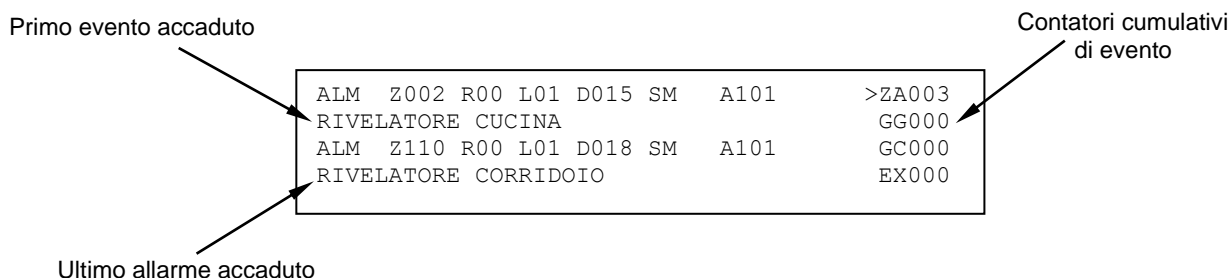 Primo evento accaduto
Contatori cumulativi
di evento
ALM Z002 R00 L01 D015 SM A101 >ZA003
RIVELATORE CUCINA GG000
ALM Z110 R00 L01 D018 SM A101 GC000
RIVELATORE CORRIDOIO EX000
Ultimo allarme accaduto